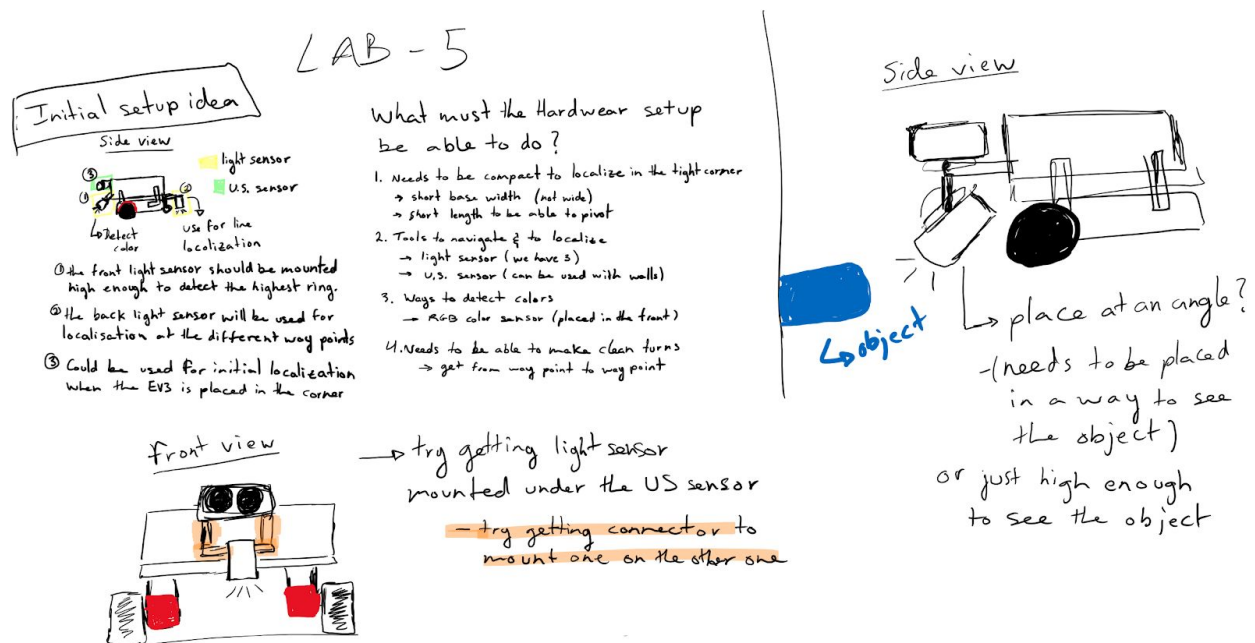 LAB - 5
Initial setup idea
Side view
light sensor
U.S. sensor
③
①
②
↳ Detect
color
use for line
localization
① the front light sensor should be mounted
high enough to detect the highest ring.
② the back light sensor will be used for
localisation at the different way points
③ Could be used for initial localization
when the EV3 is placed in the corner
What must the Hardwear setup
be able to do?
1. Needs to be compact to localize in the tight corner
→ short base width (not wide)
→ short length to be able to pivot
2. Tools to navigate & to localize
→ light sensor (we have 3)
→ U.S. sensor (can be used with walls)
3. Ways to detect colors
→ RGB color sensor (placed in the front)
4. Needs to be able to make clean turns
→ get from way point to way point
front view
→ try getting light sensor
mounted under the US sensor
- try getting connector to
mount one on the other one
Side view
↳ object
↳ place at an angle?
- (needs to be placed
in a way to see
the object)
or just high enough
to see the object